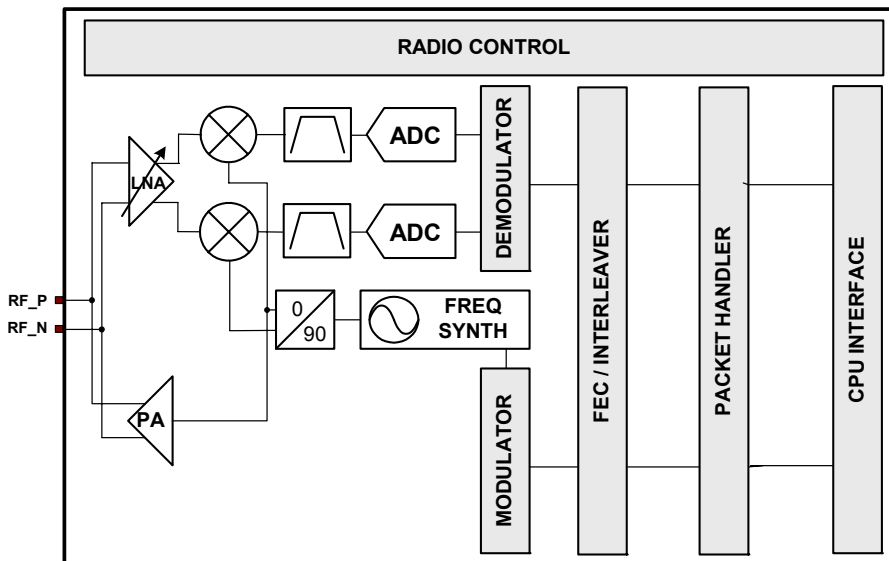 RADIO CONTROL
ADC
LNA
ADC
DEMODULATOR
FEC / INTERLEAVER
PACKET HANDLER
CPU INTERFACE
RF_P
RF_N
0
90
FREQ
SYNTH
PA
MODULATOR